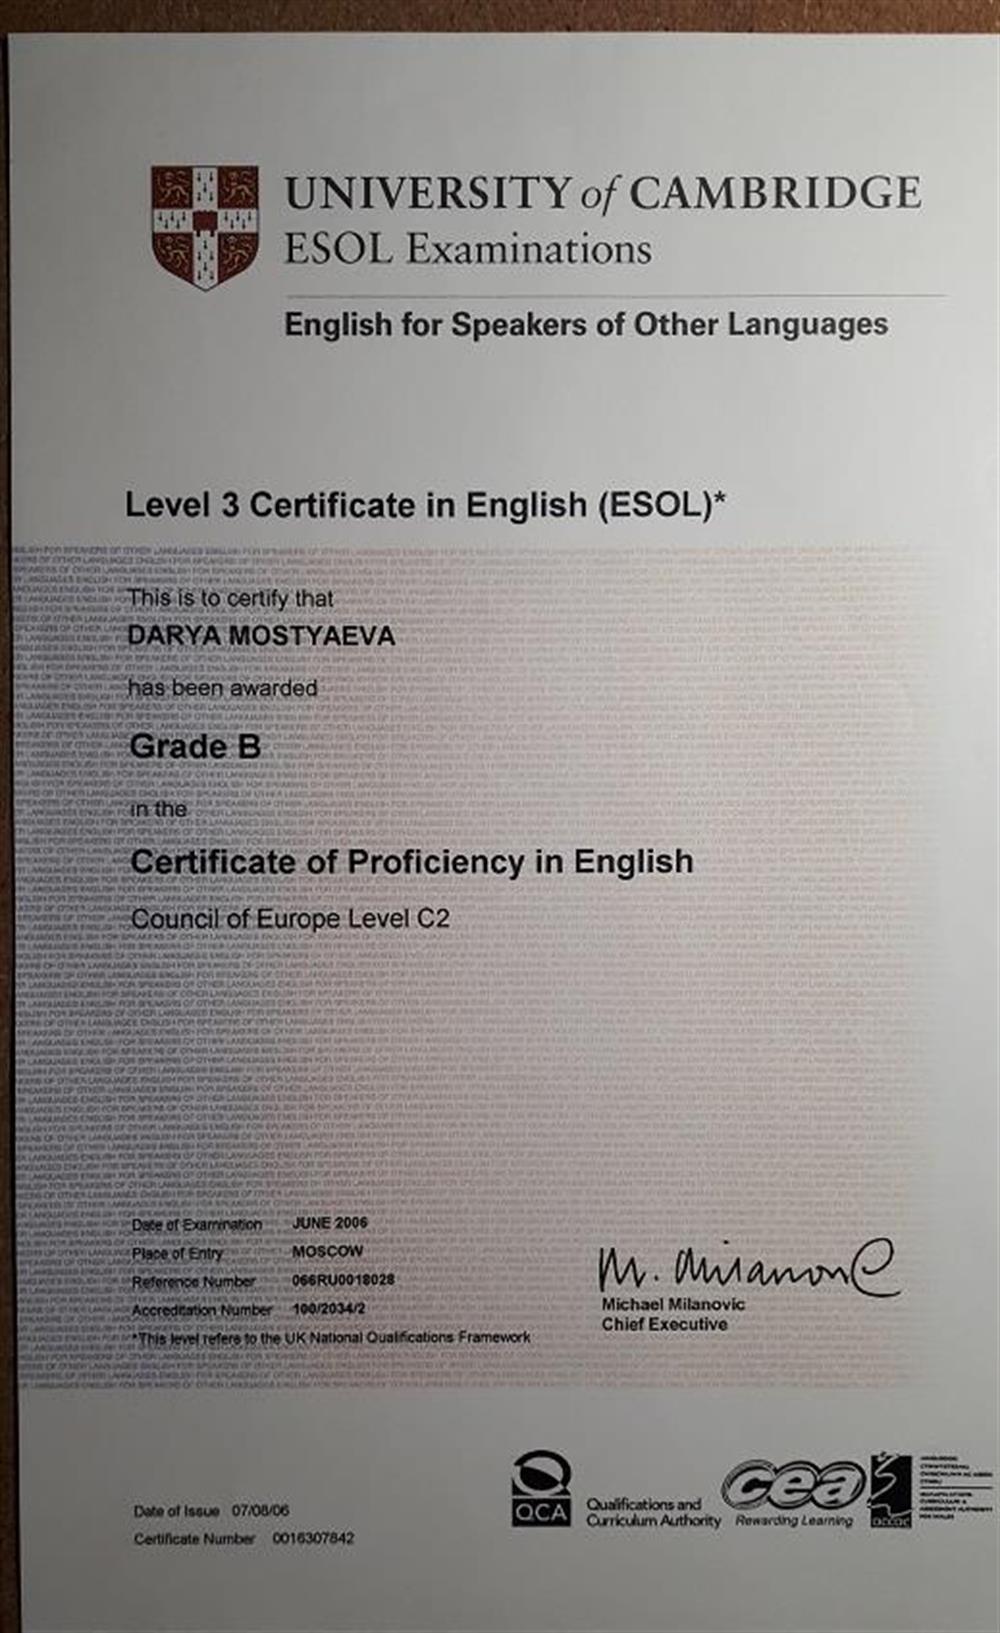 UNIVERSITY of CAMBRIDGE
ESOL Examinations
English for Speakers of Other Languages
Level 3 Certificate in English (ESOL)*
This is to certify that
DARYA MOSTYAEVA
has been awarded
Grade B
in the
Certificate of Proficiency in English
Council of Europe Level C2
Date of Examination JUNE 2006
Place of Entry MOSCOW
Reference Number 066RU0018028
Accreditation Number 100/2034/2
*This level refers to the UK National Qualifications Framework
M. Milanovic
Michael Milanovic
Chief Executive
Date of Issue 07/08/06
Certificate Number 0016307842
QCA
Qualifications and
Curriculum Authority
cea
Rewarding Learning